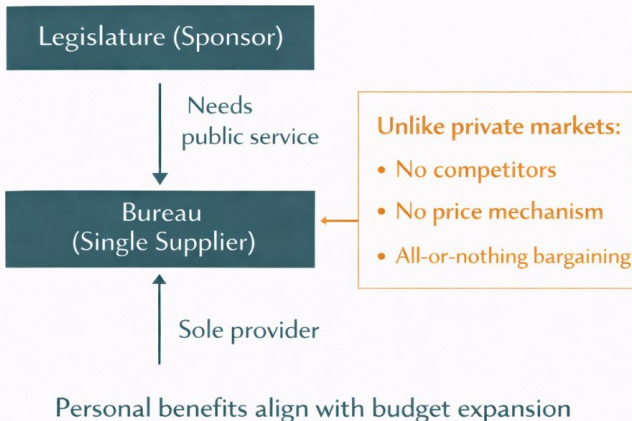 Legislature (Sponsor)
Needs
public service
Bureau
(Single Supplier)
Unlike private markets:
• No competitors
• No price mechanism
• All-or-nothing bargaining
Sole provider
Personal benefits align with budget expansion